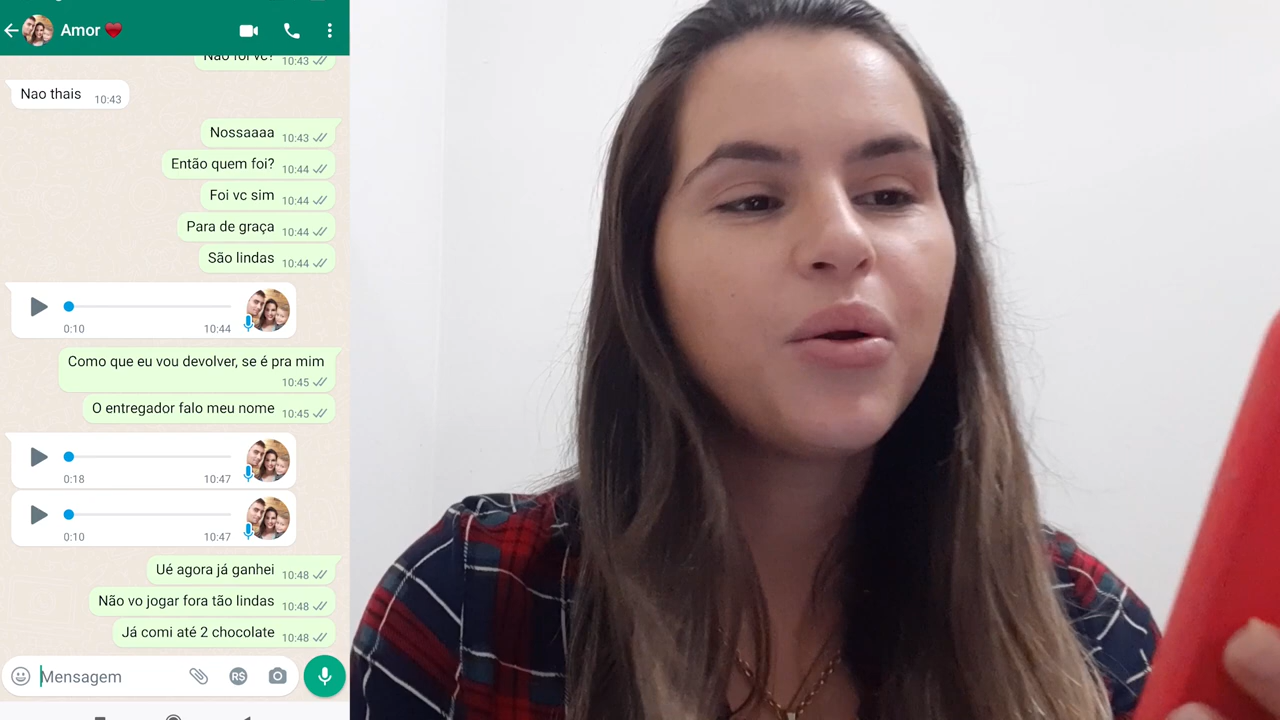 Amor
Não foi vc? 10:43
Nao thais 10:43
Nossaaaa 10:43
Então quem foi? 10:44
Foi vc sim 10:44
Para de graça 10:44
São lindas 10:44
0:10 10:44
Como que eu vou devolver, se é pra mim
10:45
O entregador falo meu nome 10:45
0:18 10:47
0:10 10:47
Ué agora já ganhei 10:48
Não vo jogar fora tão lindas 10:48
Já comi até 2 chocolate 10:48
Mensagem R$